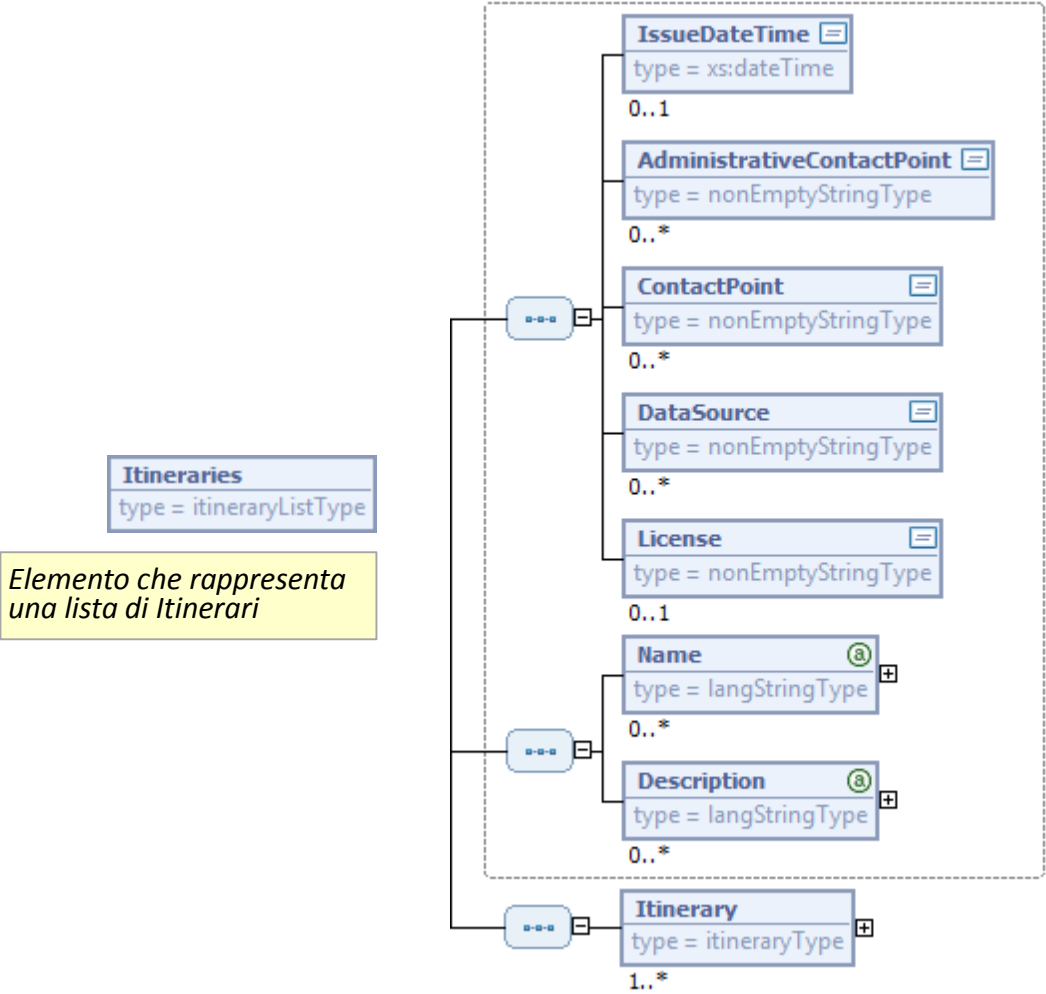 IssueDateTime
type = xs:dateTime
0..1
AdministrativeContactPoint
type = nonEmptyStringType
0..*
ContactPoint
type = nonEmptyStringType
0..*
DataSource
type = nonEmptyStringType
0..*
Itineraries
type = itineraryListType
Elemento che rappresenta
una lista di Itinerari
License
type = nonEmptyStringType
0..1
Name
type = langStringType
0..*
Description
type = langStringType
0..*
Itinerary
type = itineraryType
1..*